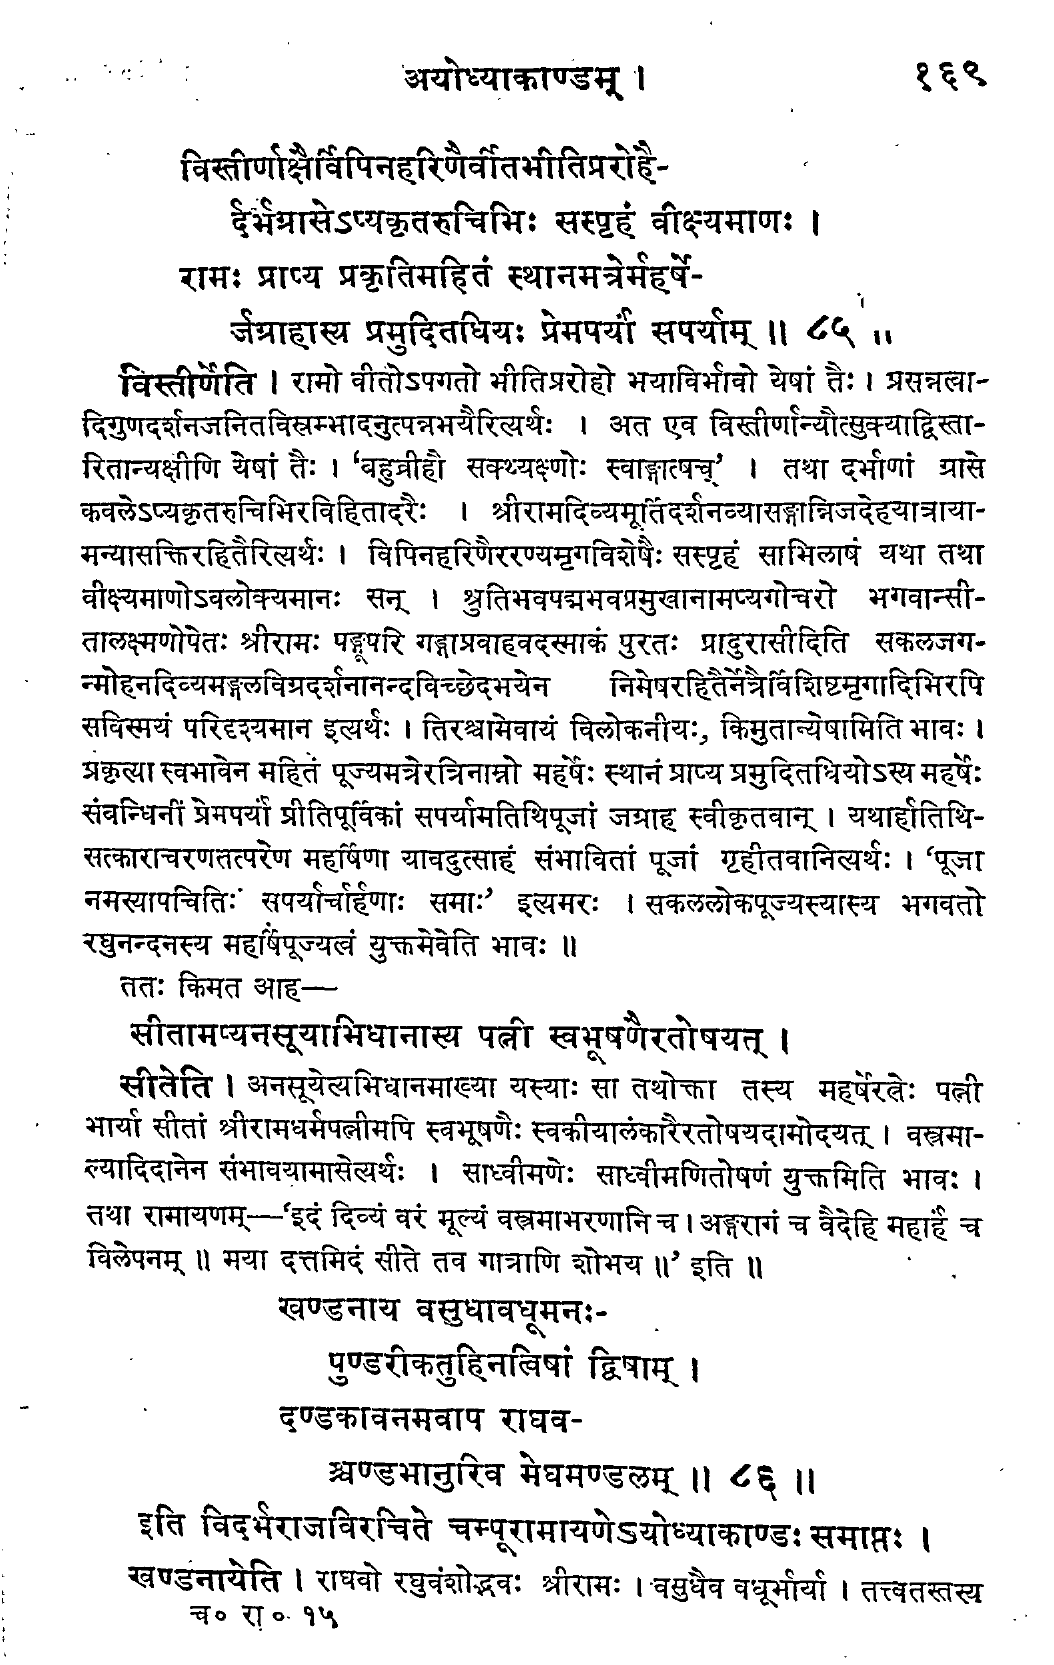 अयोध्याकाण्डम् । १६९
विस्तीर्णाक्षैर्विपिनहरिणैर्वीतभीतिप्ररोहै-
र्दर्भग्रासेऽप्यकृतरुचिभिः सस्पृहं वीक्ष्यमाणः ।
रामः प्राप्य प्रकृतिमहितं स्थानमत्रेर्महर्षे-
र्जग्राहास्य प्रमुदितधियः प्रेमपर्यां सपर्याम् ॥ ८५ ॥
विस्तीर्णेति । रामो वीतोऽपगतो भीतिप्ररोहो भयाविर्भावो येषां तैः । प्रसन्नत्वा-
दिगुणदर्शनजनितविस्रम्भादनुत्पन्नभयैरित्यर्थः । अत एव विस्तीर्णान्यौत्सुक्याद्विस्ता-
रितान्यक्षीणि येषां तैः । ‘बहुव्रीहौ सक्थ्यक्ष्णोः स्वाङ्गात्षच्’ । तथा दर्भाणां ग्रासे
कवलेऽप्यकृतरुचिभिरविहितादरैः । श्रीरामदिव्यमूर्तिदर्शनव्यासङ्गान्निजदेहयात्राया-
मन्यासक्तिरहितैरित्यर्थः । विपिनहरिणैररण्यमृगविशेषैः सस्पृहं साभिलाषं यथा तथा
वीक्ष्यमाणोऽवलोक्यमानः सन् । श्रुतिभवपद्मभवप्रमुखानामप्यगोचरो भगवान्सी-
तालक्ष्मणोपेतः श्रीरामः पङ्गूपरि गङ्गाप्रवाहवदस्माकं पुरतः प्रादुरासीदिति सकलजग-
न्मोहनदिव्यमङ्गलविग्रदर्शनानन्दविच्छेदभयेन निमेषरहितैर्नेत्रैर्विशिष्टमृगादिभिरपि
सविस्मयं परिदृश्यमान इत्यर्थः । तिरश्चामेवायं विलोकनीयः, किमुतान्येषामिति भावः ।
प्रकृत्या स्वभावेन महितं पूज्यमत्रेरत्रिनाम्नो महर्षेः स्थानं प्राप्य प्रमुदितधियोऽस्य महर्षेः
संबन्धिनीं प्रेमपर्यां प्रीतिपूर्विकां सपर्यामतिथिपूजां जग्राह स्वीकृतवान् । यथार्हातिथि-
सत्काराचरणतत्परेण महर्षिणा यावदुत्साहं संभावितां पूजां गृहीतवानित्यर्थः । ‘पूजा
नमस्यापचितिः सपर्यार्चार्हणाः समाः’ इत्यमरः । सकललोकपूज्यस्यास्य भगवतो
रघुनन्दनस्य महर्षिपूज्यत्वं युक्तमेवेति भावः ॥
ततः किमत आह—
सीतामप्यनसूयाभिधानास्य पत्नी स्वभूषणैरतोषयत् ।
सीतेति । अनसूयेत्यभिधानमाख्या यस्याः सा तथोक्ता तस्य महर्षेरत्रेः पत्नी
भार्या सीतां श्रीरामधर्मपत्नीमपि स्वभूषणैः स्वकीयालंकारैरतोषयदामोदयत् । वस्त्रमा-
ल्यादिदानेन संभावयामासेत्यर्थः । साध्वीमणेः साध्वीमणितोषणं युक्तमिति भावः ।
तथा रामायणम्—‘इदं दिव्यं वरं मूल्यं वस्त्रमाभरणानि च । अङ्गरागं च वैदेहि महार्हं च
विलेपनम् ॥ मया दत्तमिदं सीते तव गात्राणि शोभय ॥’ इति ॥
खण्डनाय वसुधावधूमनः-
पुण्डरीकतुहिनत्विषां द्विषाम् ।
दण्डकावनमवाप राघव-
श्चण्डभानुरिव मेघमण्डलम् ॥ ८६ ॥
इति विदर्भराजविरचिते चम्पूरामायणेऽयोध्याकाण्डः समाप्तः ।
खण्डनायेति । राघवो रघुवंशोद्भवः श्रीरामः । वसुधैव वधूर्भार्या । तत्त्वतस्तस्य
च० रा० १५